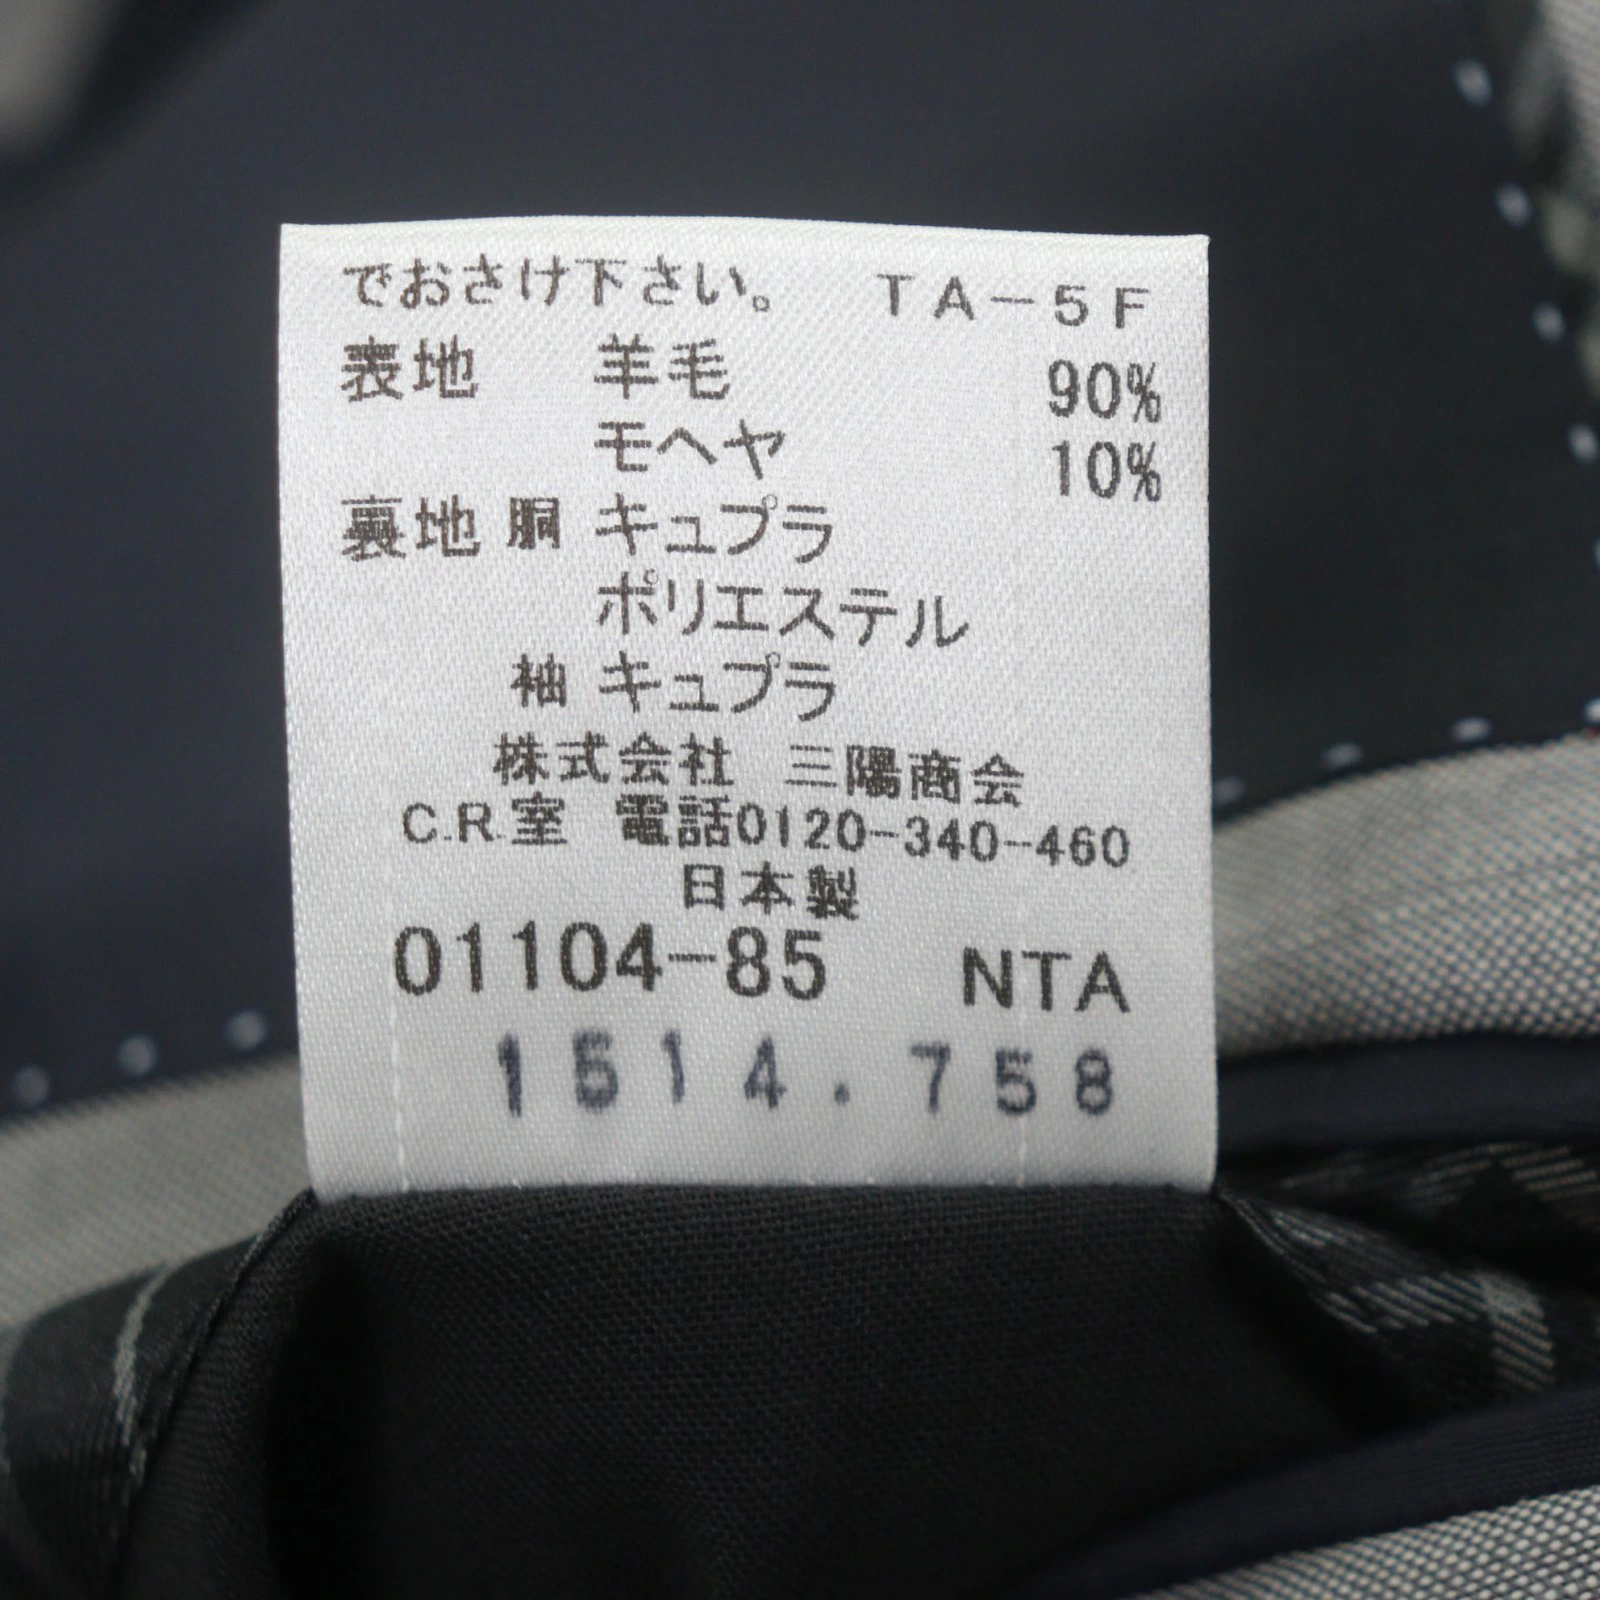 でおさけ下さい。 TA-5F
表地 羊毛 90%
モヘヤ 10%
裏地 胴 キュプラ
ポリエステル
袖 キュプラ
株式会社 三陽商会
C.R.室 電話0120-340-460
日本製
01104-85 NTA
1514.758